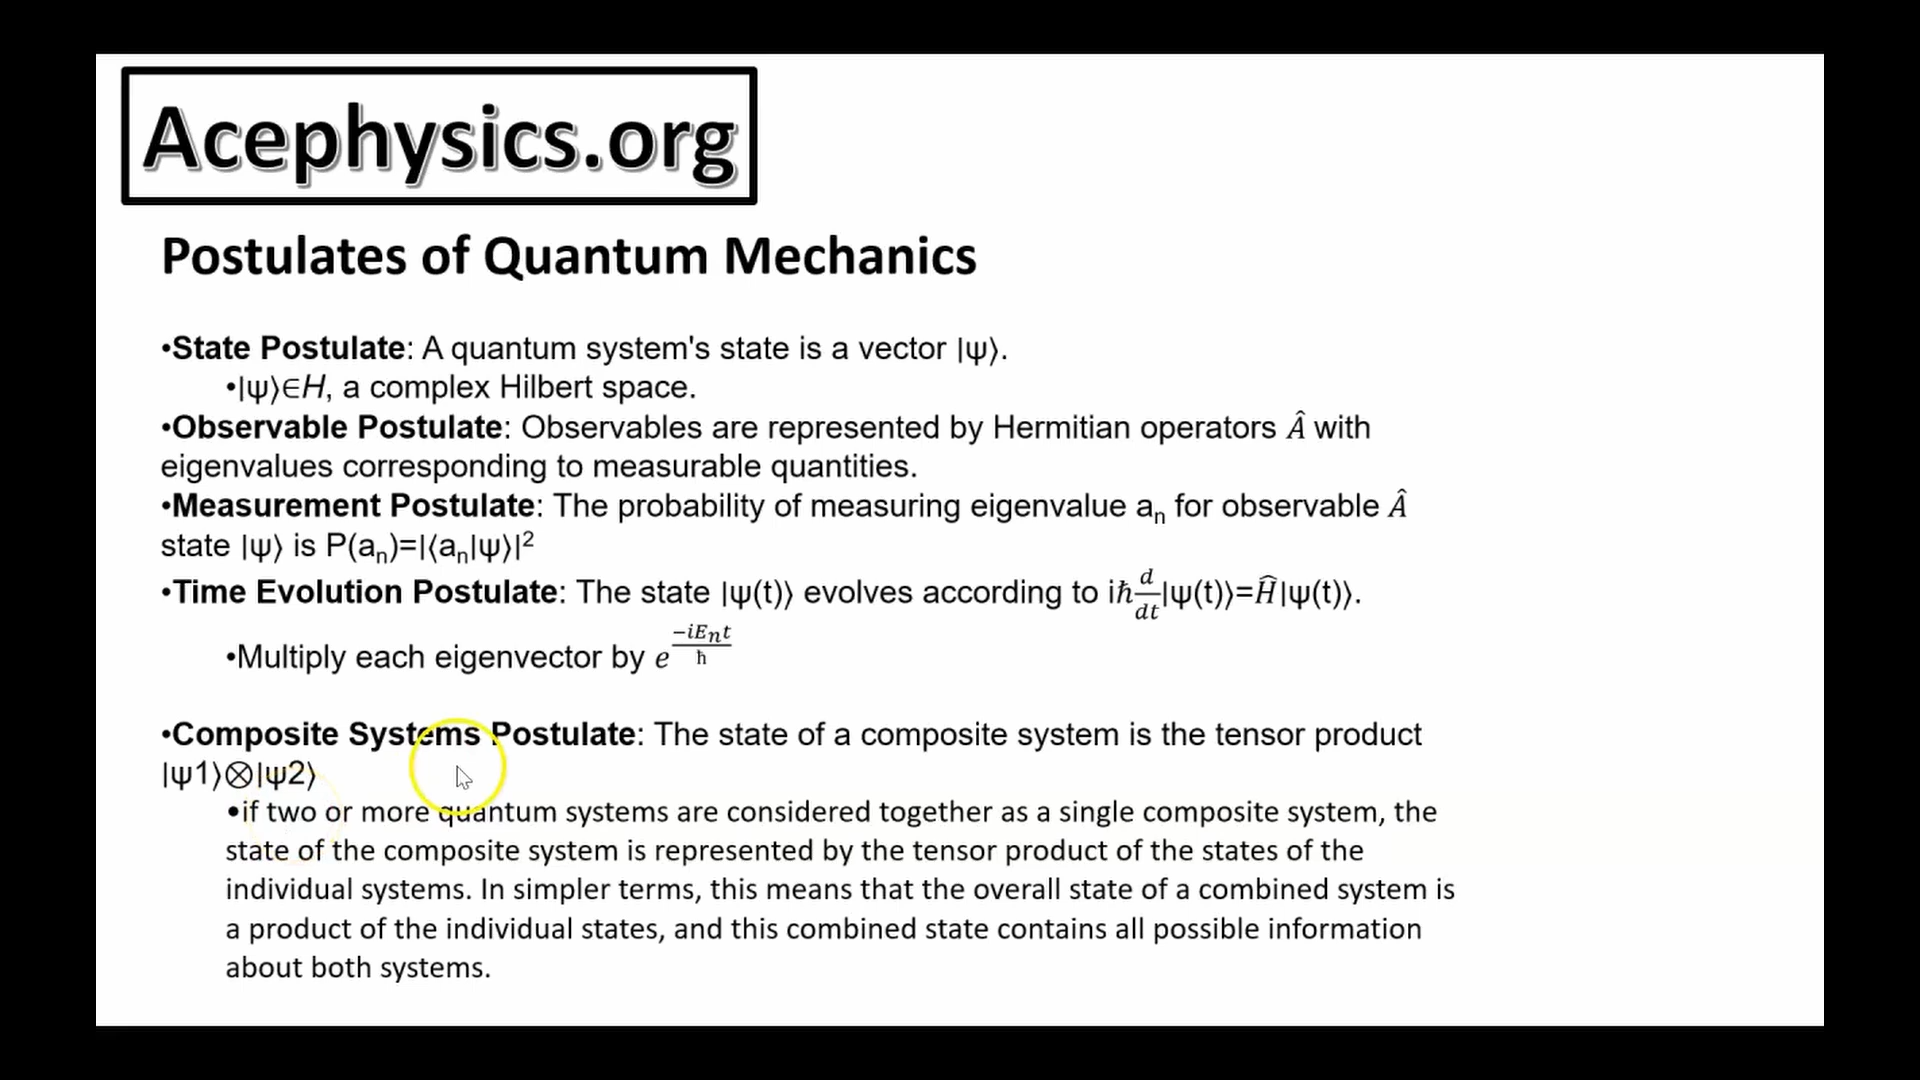 Acephysics.org
Postulates of Quantum Mechanics
•State Postulate: A quantum system's state is a vector |ψ⟩.
•|ψ⟩∈H, a complex Hilbert space.
•Observable Postulate: Observables are represented by Hermitian operators Â with
eigenvalues corresponding to measurable quantities.
•Measurement Postulate: The probability of measuring eigenvalue aₙ for observable Â
state |ψ⟩ is P(aₙ)=|⟨aₙ|ψ⟩|²
•Time Evolution Postulate: The state |ψ(t)⟩ evolves according to iℏ d/dt|ψ(t)⟩=Ĥ|ψ(t)⟩.
•Multiply each eigenvector by e^(−iEₙt/ħ)
•Composite Systems Postulate: The state of a composite system is the tensor product
|ψ1⟩⊗|ψ2⟩
•if two or more quantum systems are considered together as a single composite system, the
state of the composite system is represented by the tensor product of the states of the
individual systems. In simpler terms, this means that the overall state of a combined system is
a product of the individual states, and this combined state contains all possible information
about both systems.